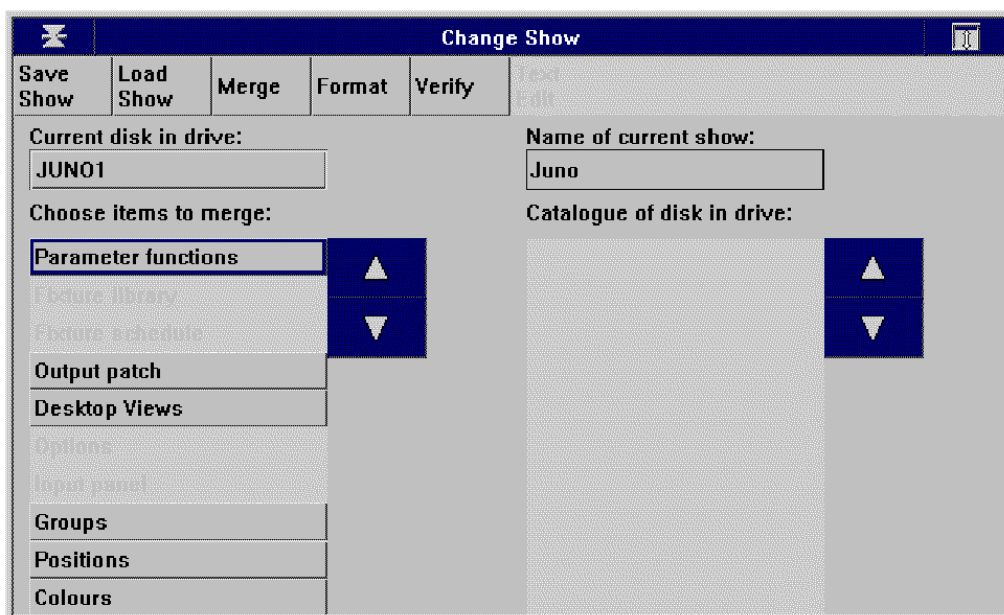 Change Show
Save Show
Load Show
Merge
Format
Verify
Text Edit
Current disk in drive:
JUNO1
Name of current show:
Juno
Choose items to merge:
Catalogue of disk in drive:
Parameter functions
Fixture library
Fixture schedule
Output patch
Desktop Views
Options
Input panel
Groups
Positions
Colours